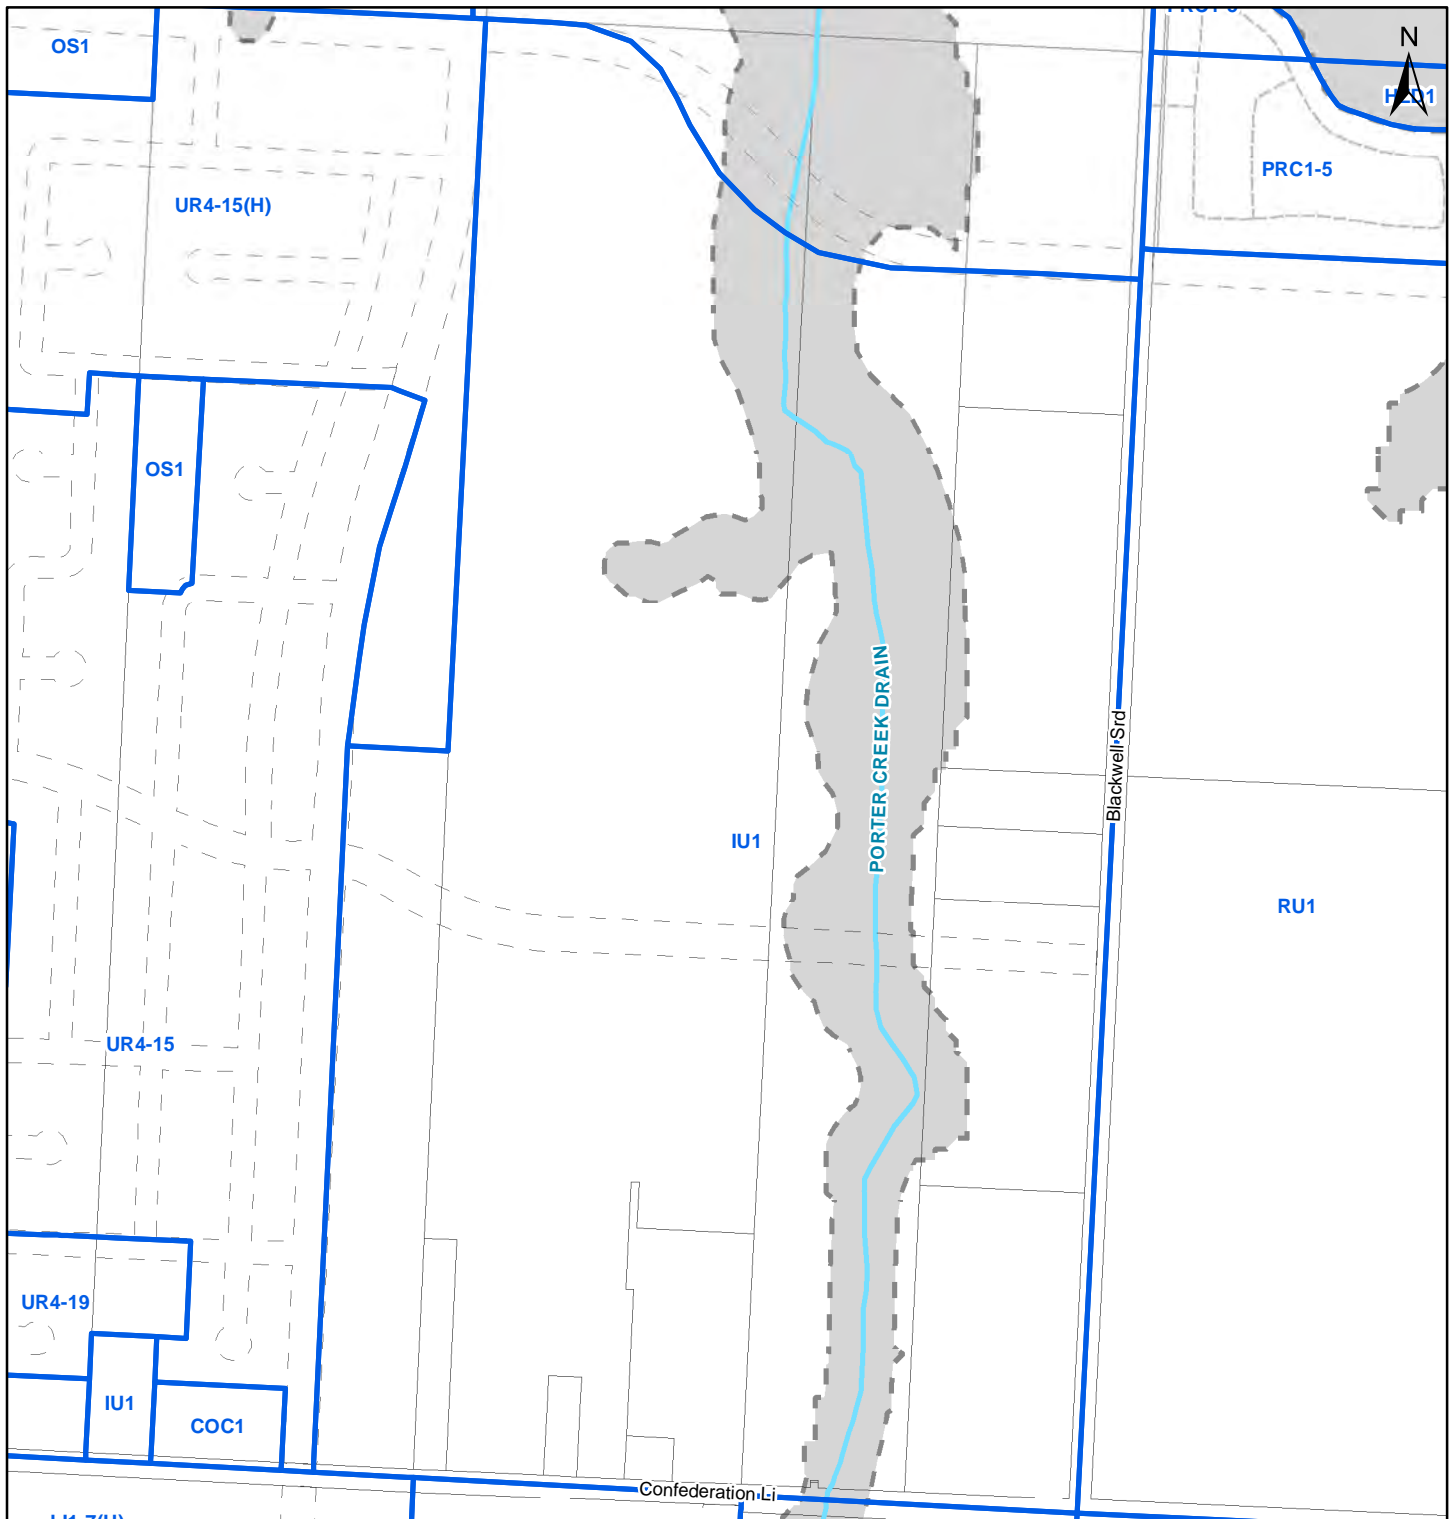 OS1
N
HZD1
PRC1-5
UR4-15(H)
OS1
PORTER CREEK DRAIN
Blackwell Srd
IU1
RU1
UR4-15
UR4-19
IU1
COC1
Confederation Li